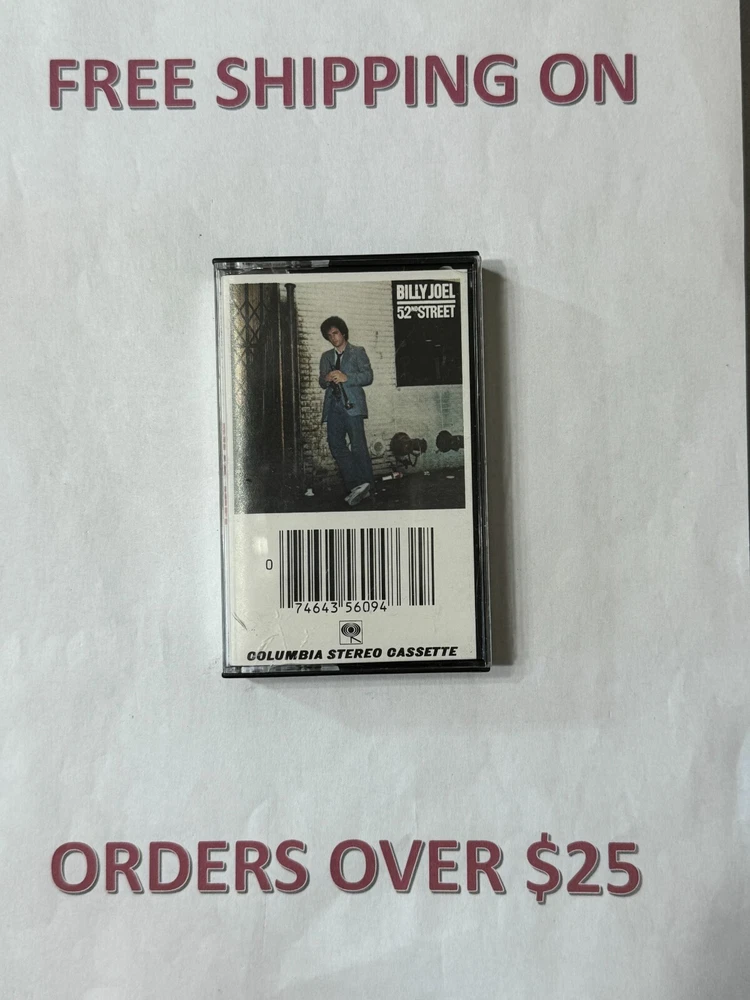 FREE SHIPPING ON
BILLY JOEL
52ND STREET
0
74643 56094
COLUMBIA STEREO CASSETTE
ORDERS OVER $25